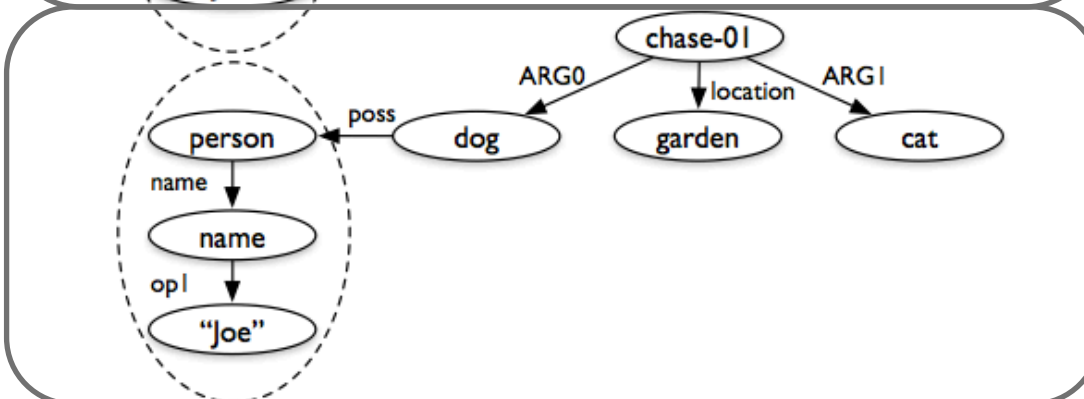 chase-01
ARG0
location
ARG1
person
poss
dog
garden
cat
name
name
op1
“Joe”